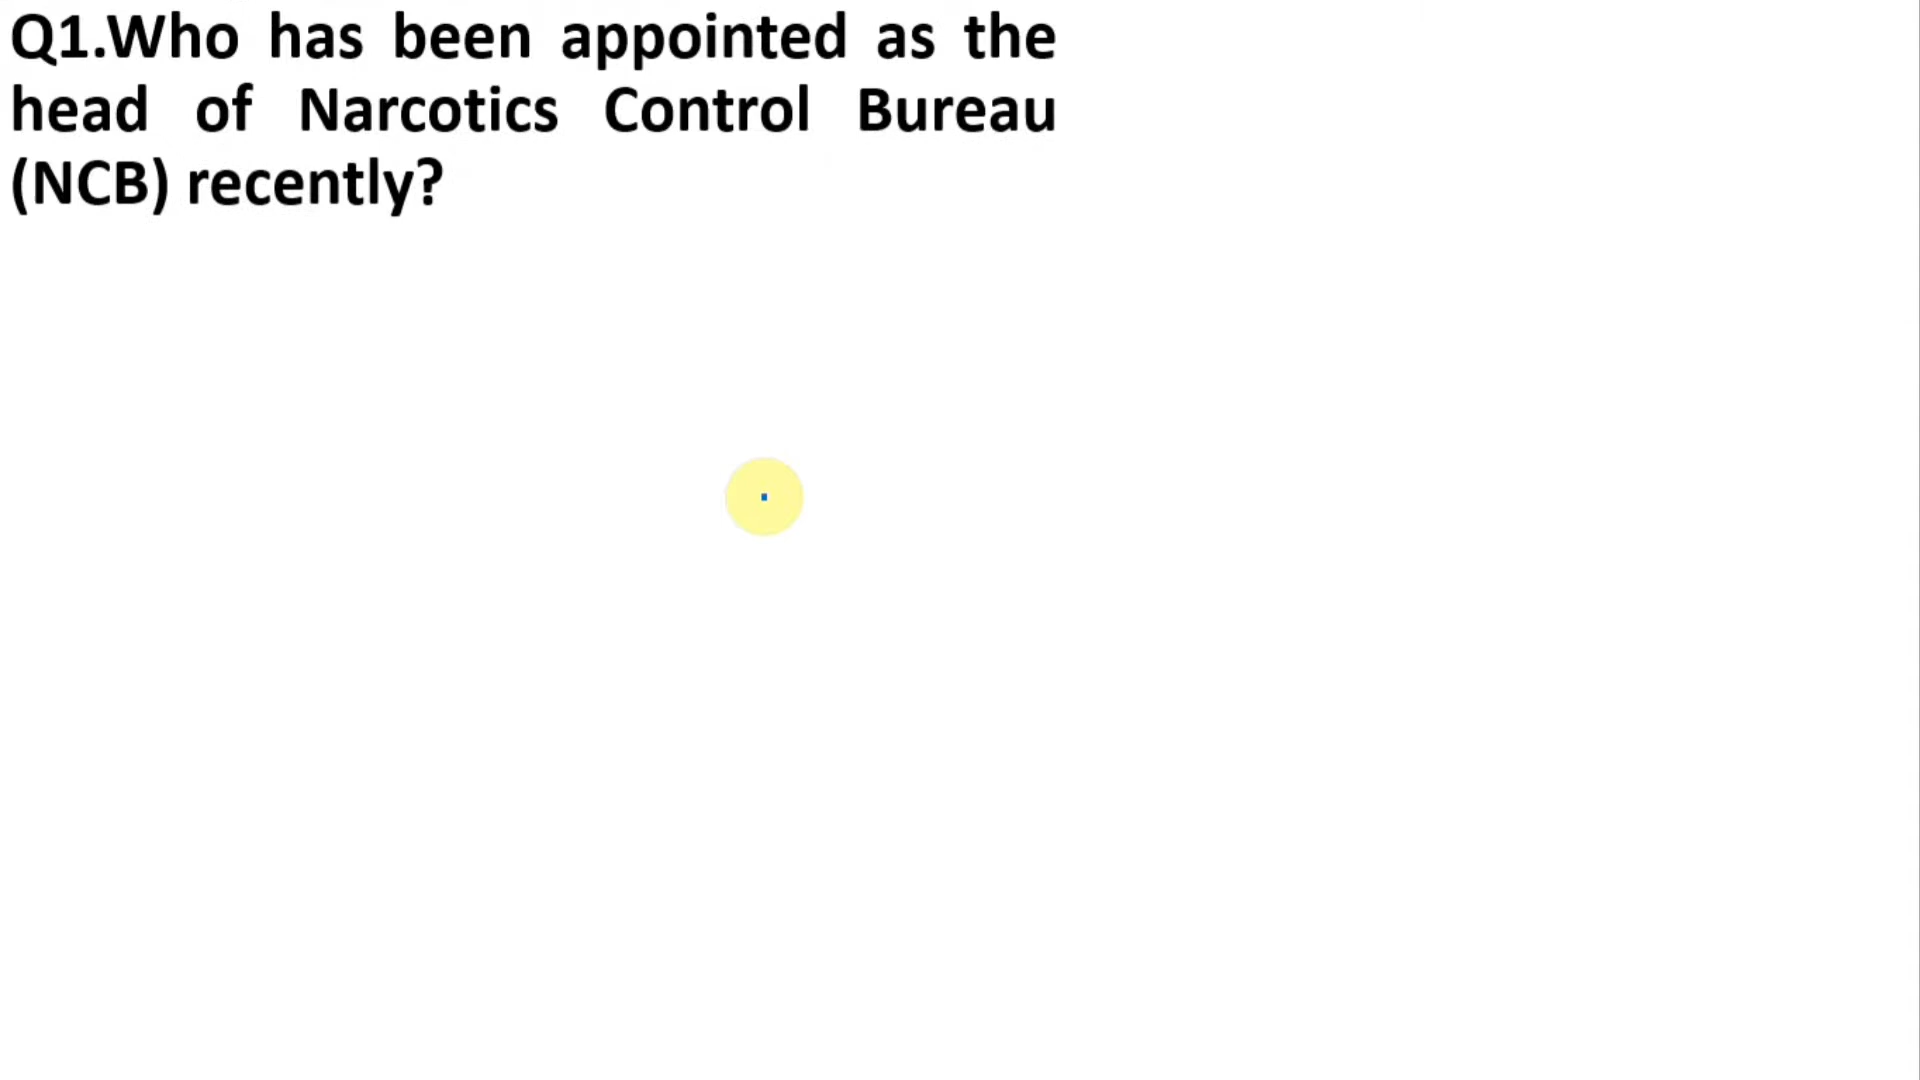 Q1.Who has been appointed as the
head of Narcotics Control Bureau
(NCB) recently?